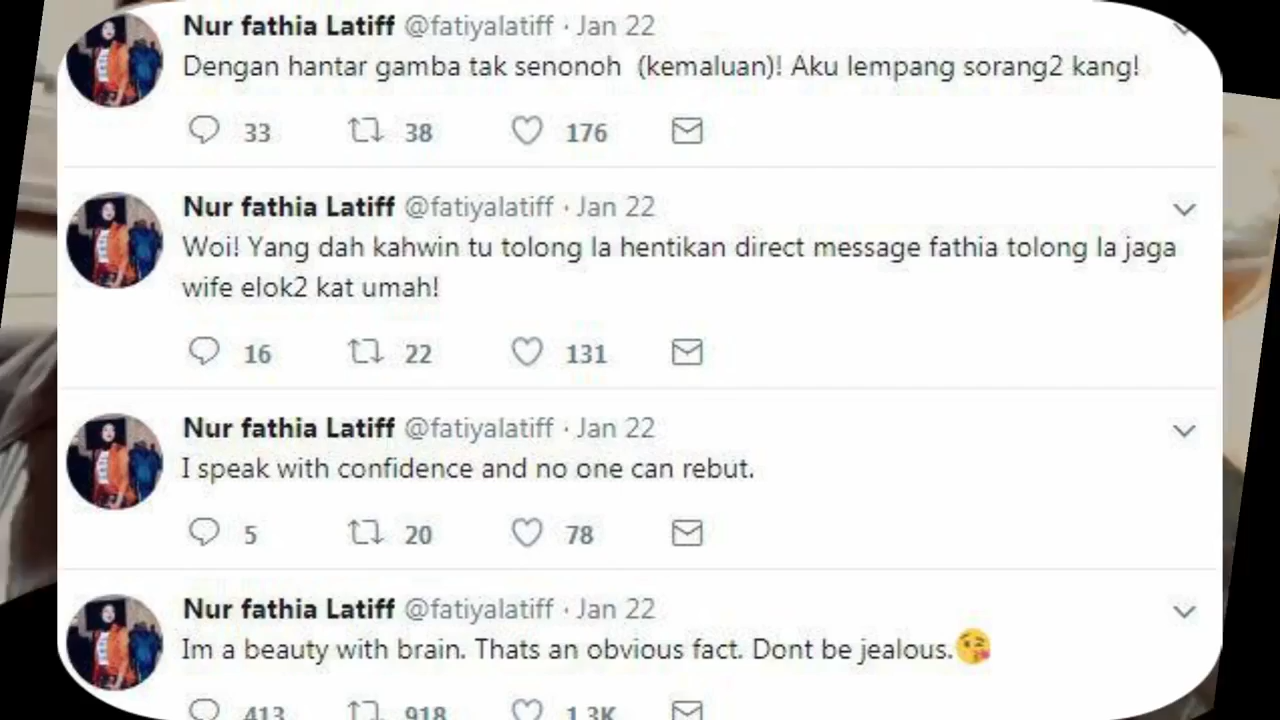 Nur fathia Latiff @fatiyalatiff · Jan 22
Dengan hantar gamba tak senonoh (kemaluan)! Aku lempang sorang2 kang!
33 38 176
Nur fathia Latiff @fatiyalatiff · Jan 22
Woi! Yang dah kahwin tu tolong la hentikan direct message fathia tolong la jaga
wife elok2 kat umah!
16 22 131
Nur fathia Latiff @fatiyalatiff · Jan 22
I speak with confidence and no one can rebut.
5 20 78
Nur fathia Latiff @fatiyalatiff · Jan 22
Im a beauty with brain. Thats an obvious fact. Dont be jealous.😘
413 918 1.3K